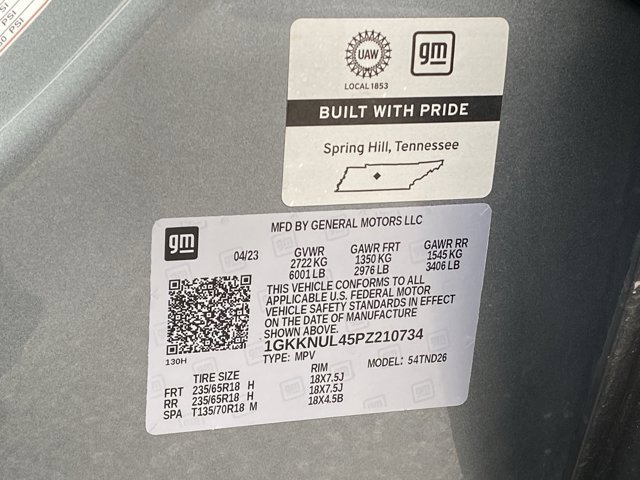 PSI
PSI
UAW
gm
LOCAL 1853
BUILT WITH PRIDE
Spring Hill, Tennessee
gm
MFD BY GENERAL MOTORS LLC
04/23
GVWR GAWR FRT GAWR RR
2722 KG 1350 KG 1545 KG
6001 LB 2976 LB 3406 LB
THIS VEHICLE CONFORMS TO ALL
APPLICABLE U.S. FEDERAL MOTOR
VEHICLE SAFETY STANDARDS IN EFFECT
ON THE DATE OF MANUFACTURE
SHOWN ABOVE.
1GKKNUL45PZ210734
130H
TYPE: MPV MODEL: 54TND26
TIRE SIZE RIM
FRT 235/65R18 H 18X7.5J
RR 235/65R18 H 18X7.5J
SPA T135/70R18 M 18X4.5B